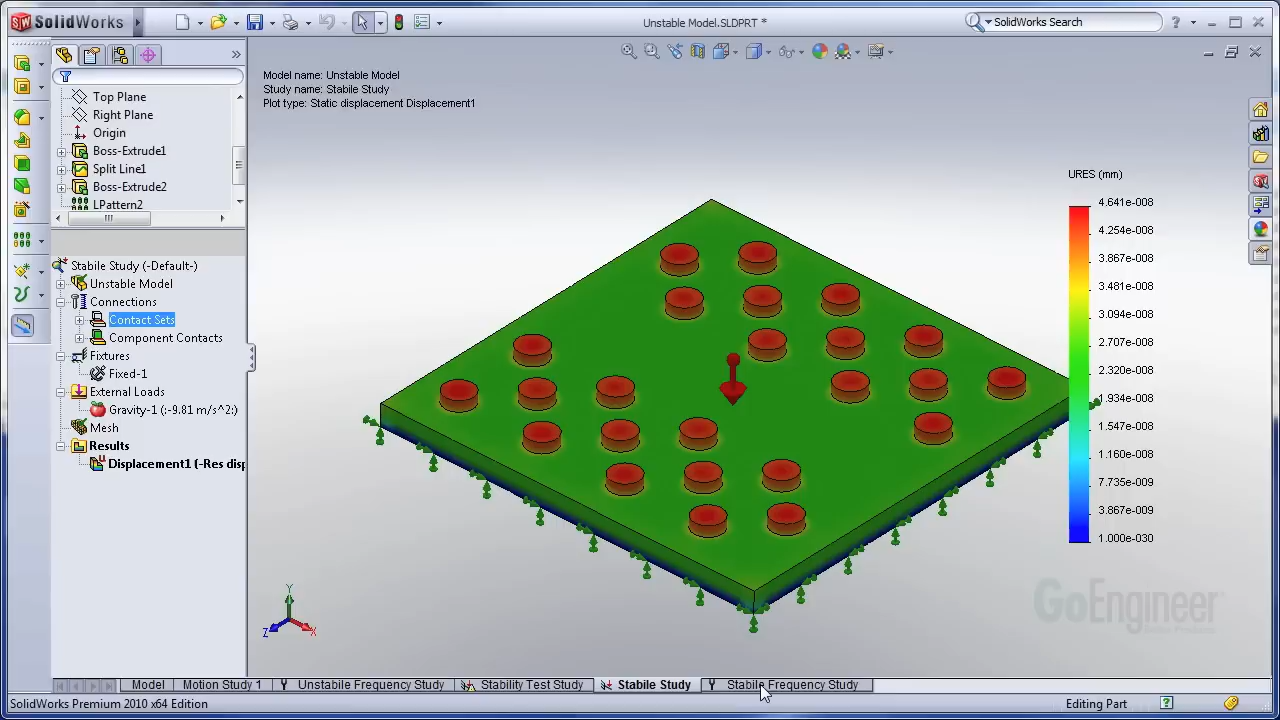 SolidWorks
Unstable Model.SLDPRT *
SolidWorks Search
Model name: Unstable Model
Study name: Stabile Study
Plot type: Static displacement Displacement1
Top Plane
Right Plane
Origin
Boss-Extrude1
Split Line1
Boss-Extrude2
LPattern2
Stabile Study (-Default-)
Unstable Model
Connections
Contact Sets
Component Contacts
Fixtures
Fixed-1
External Loads
Gravity-1 (:-9.81 m/s^2:)
Mesh
Results
Displacement1 (-Res disp
URES (mm)
4.641e-008
4.254e-008
3.867e-008
3.481e-008
3.094e-008
2.707e-008
2.320e-008
1.934e-008
1.547e-008
1.160e-008
7.735e-009
3.867e-009
1.000e-030
Y
Z
X
GoEngineer
Model
Motion Study 1
Unstabile Frequency Study
Stability Test Study
Stabile Study
Stabile Frequency Study
SolidWorks Premium 2010 x64 Edition
Editing Part